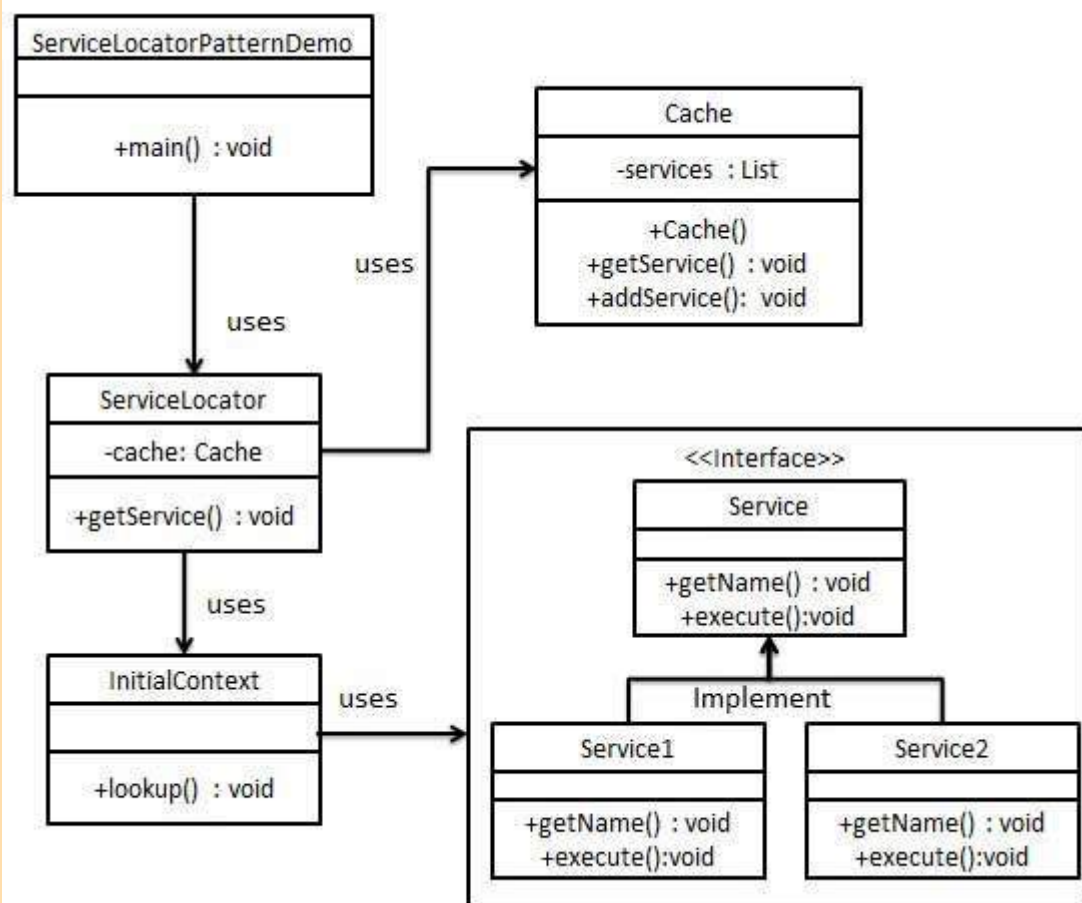 ServiceLocatorPatternDemo
+main() : void
uses
Cache
-services : List
+Cache()
+getService() : void
+addService(): void
uses
ServiceLocator
-cache: Cache
+getService() : void
uses
InitialContext
+lookup() : void
uses
<<Interface>>
Service
+getName() : void
+execute():void
Implement
Service1
+getName() : void
+execute():void
Service2
+getName() : void
+execute():void